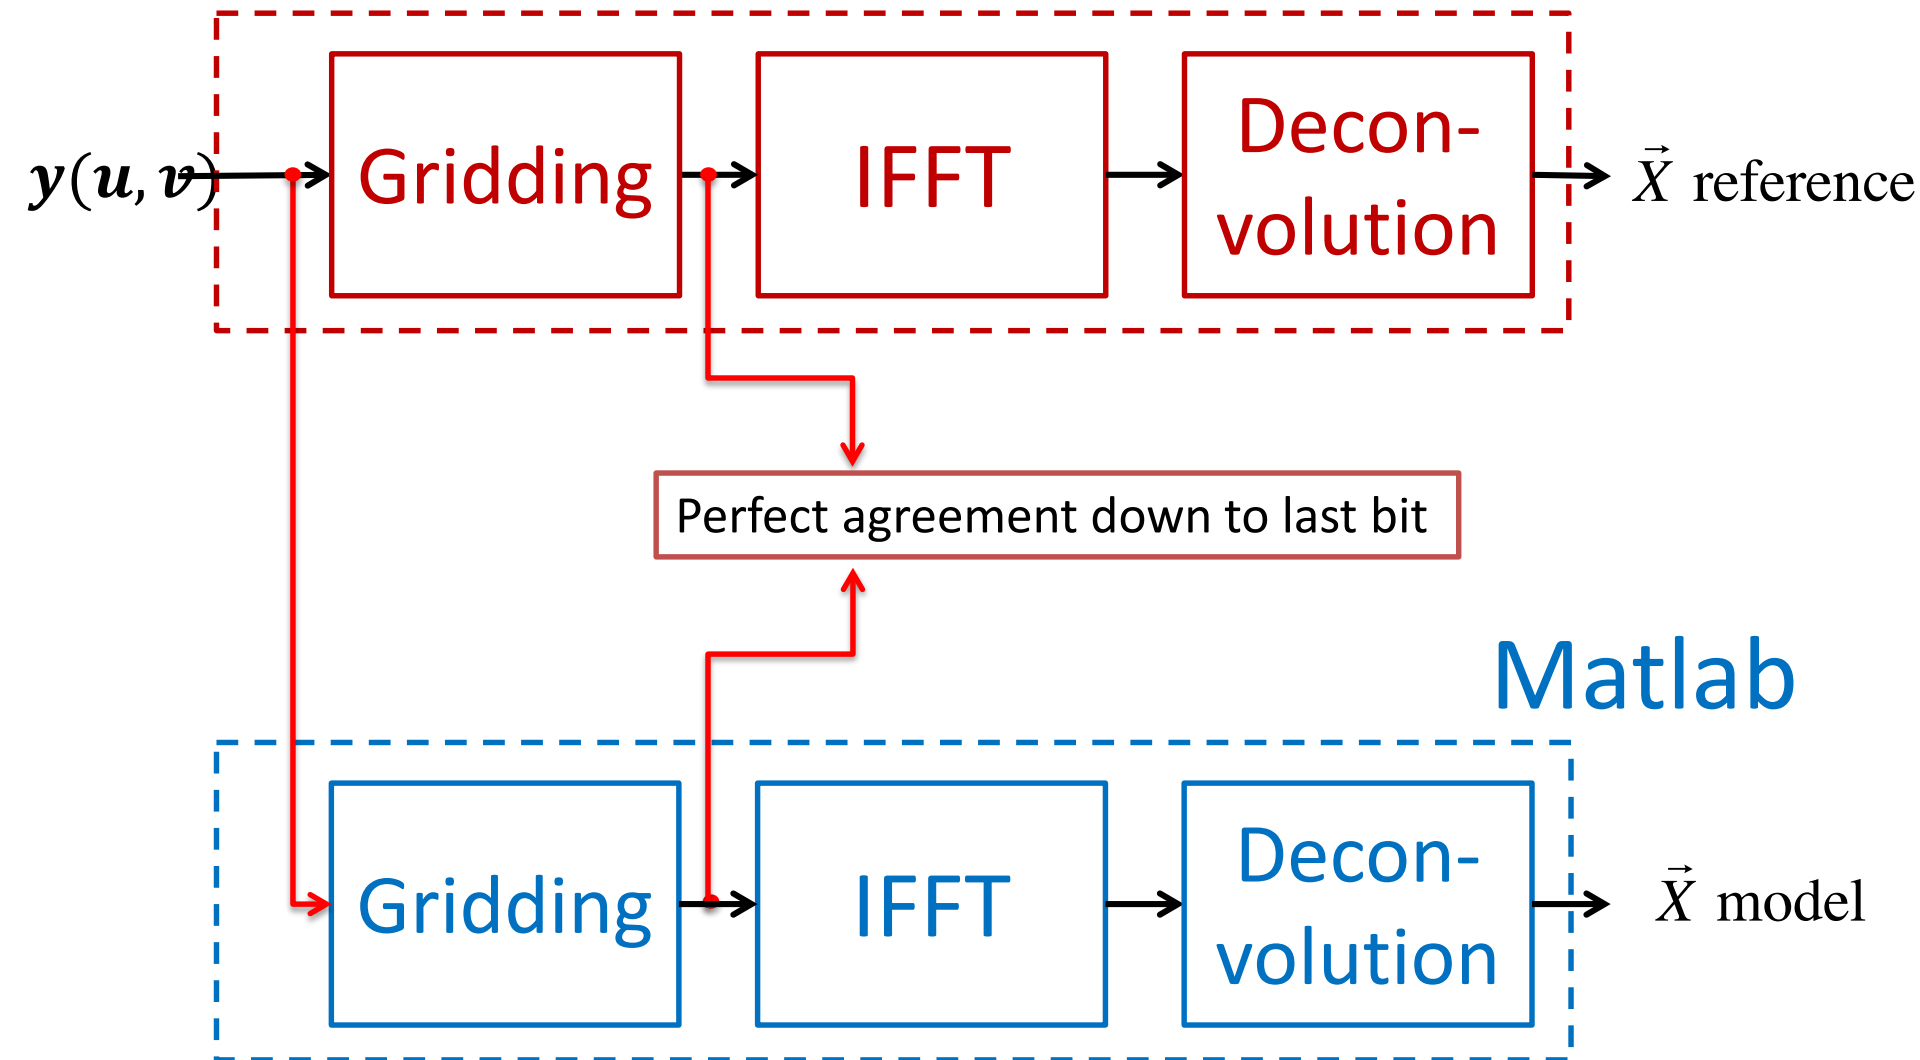 y(u, v)
Gridding
IFFT
Decon-
volution
X⃗ reference
Perfect agreement down to last bit
Matlab
Gridding
IFFT
Decon-
volution
X⃗ model